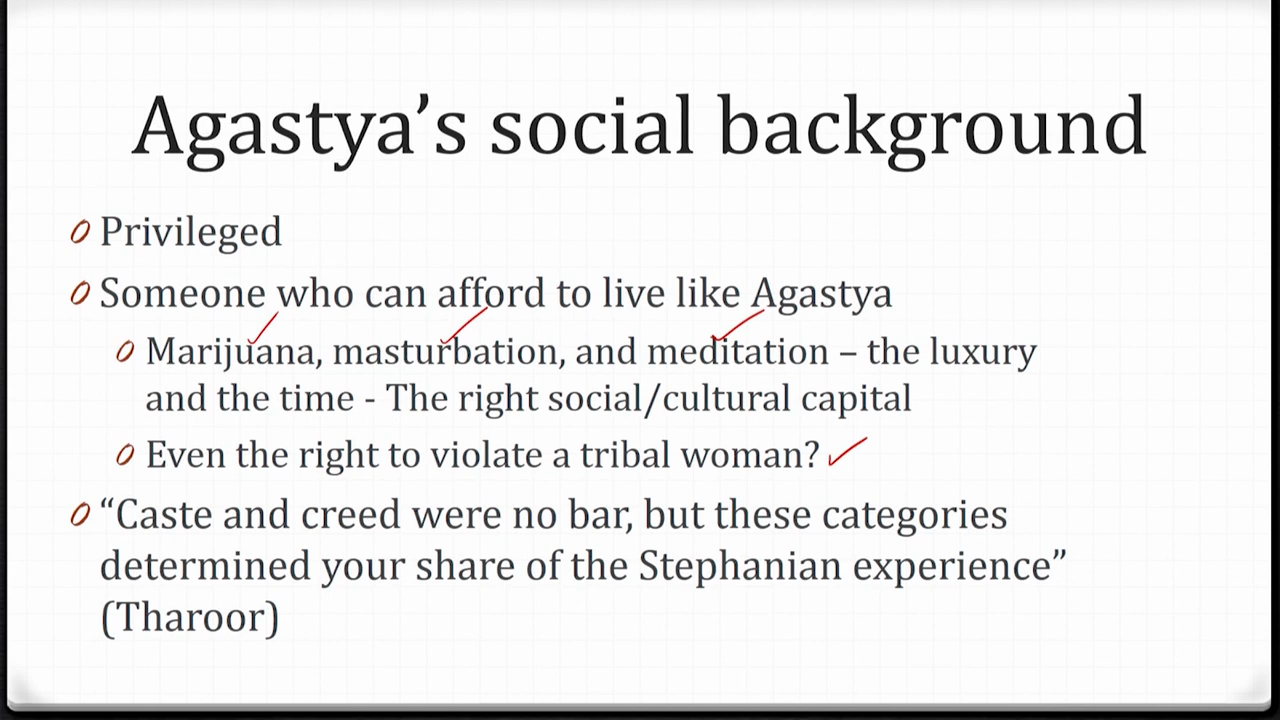 Agastya’s social background
Privileged
Someone who can afford to live like Agastya
Marijuana, masturbation, and meditation – the luxury
and the time - The right social/cultural capital
Even the right to violate a tribal woman?
“Caste and creed were no bar, but these categories
determined your share of the Stephanian experience”
(Tharoor)